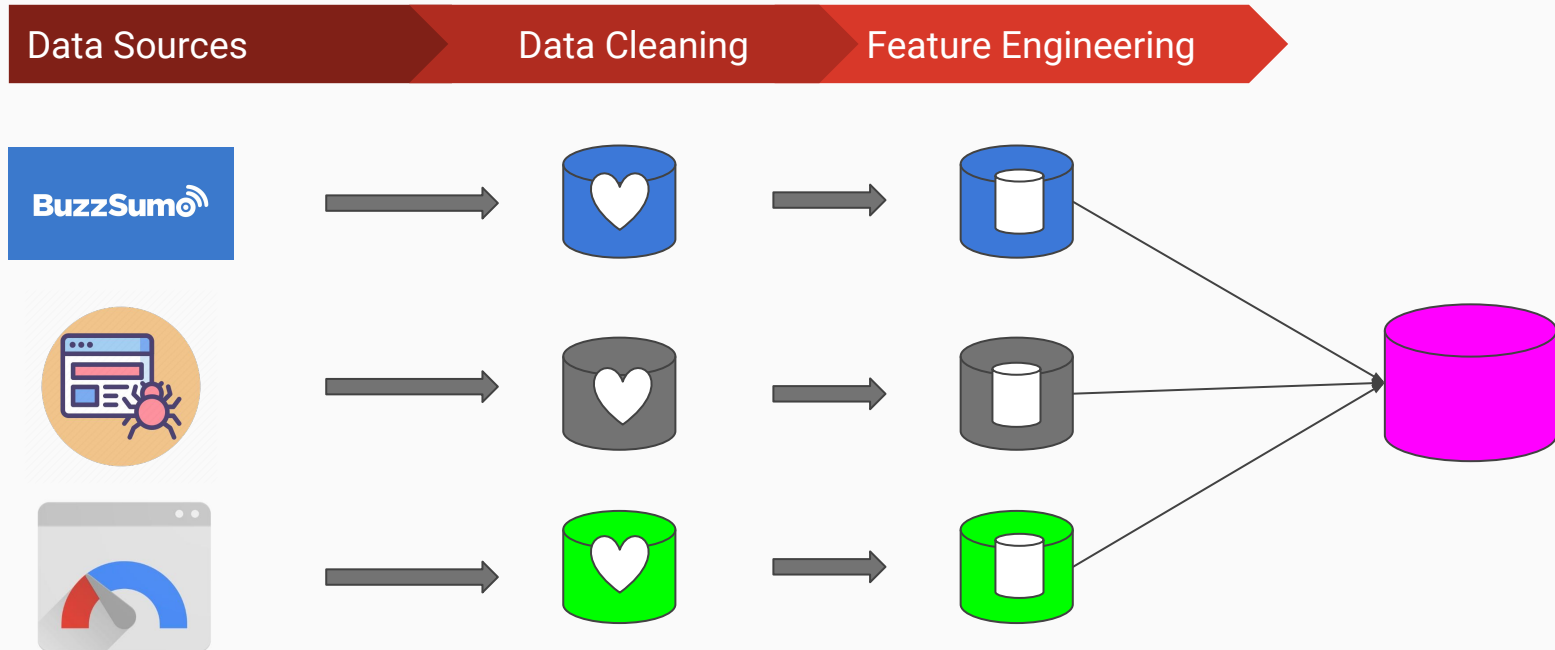 Data Sources
Data Cleaning
Feature Engineering
BuzzSumo